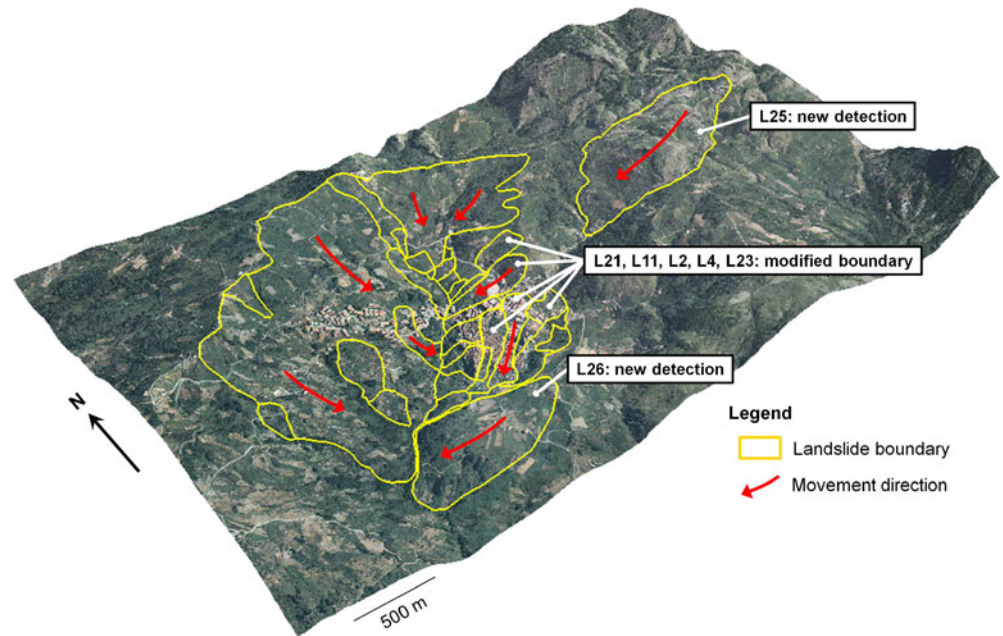 L25: new detection
L21, L11, L2, L4, L23: modified boundary
L26: new detection
N
Legend
Landslide boundary
Movement direction
500 m